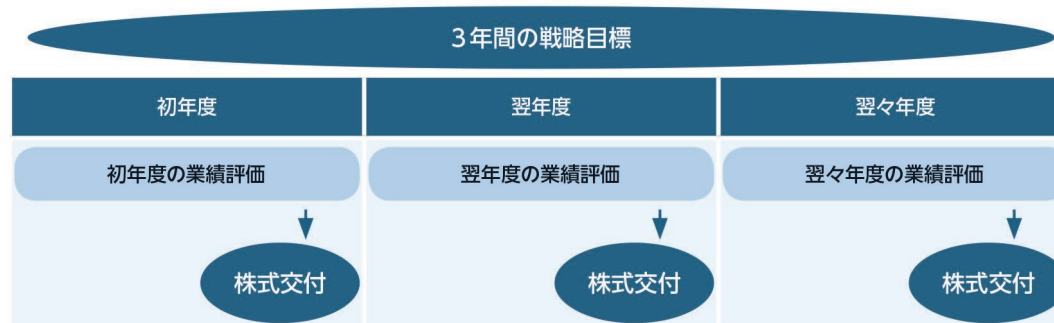 ３年間の戦略目標
初年度
翌年度
翌々年度
初年度の業績評価
翌年度の業績評価
翌々年度の業績評価
株式交付
株式交付
株式交付